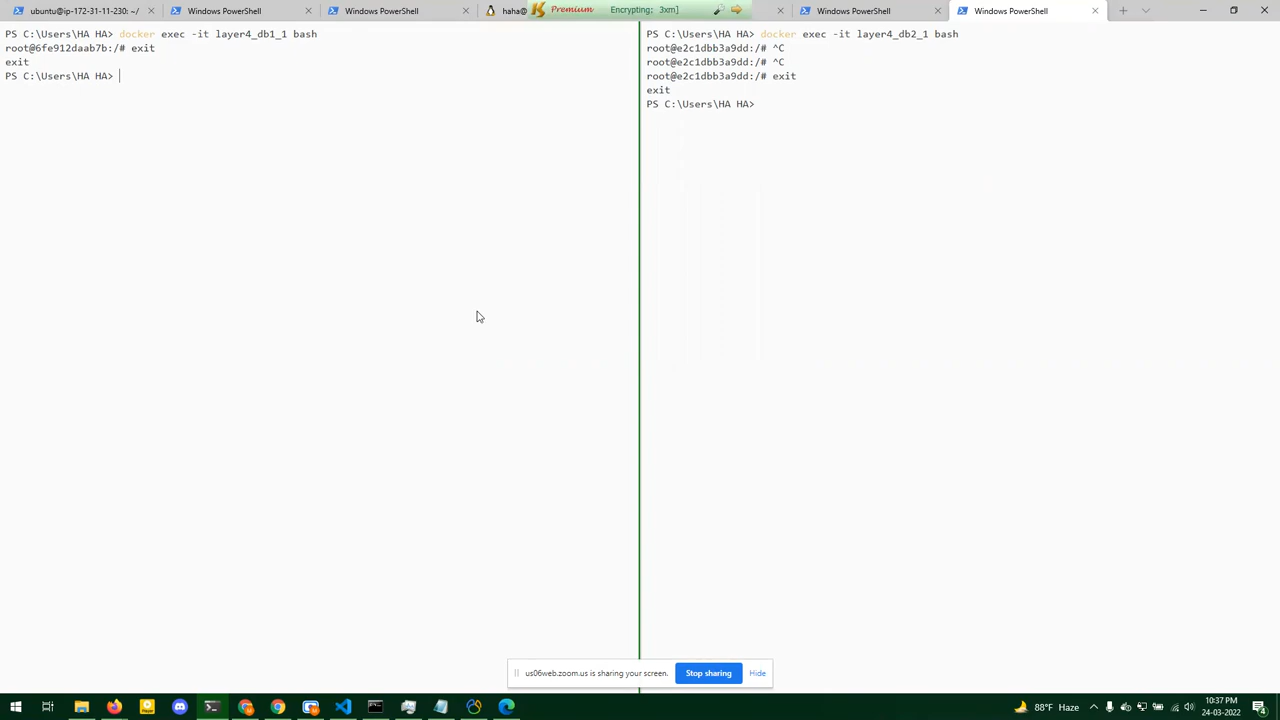 ubuntu@ip-172-31-11-230: ~/
Windows PowerShell
Windows PowerShell
haha@
Premium
Encrypting: 3xm]
Windows PowerShell
Windows PowerShell
PS C:\Users\HA HA> docker exec -it layer4_db1_1 bash
root@6fe912daab7b:/# exit
exit
PS C:\Users\HA HA>
PS C:\Users\HA HA> docker exec -it layer4_db2_1 bash
root@e2c1dbb3a9dd:/# ^C
root@e2c1dbb3a9dd:/# ^C
root@e2c1dbb3a9dd:/# exit
exit
PS C:\Users\HA HA>
us06web.zoom.us is sharing your screen.
Stop sharing
Hide
88°F Haze
10:37 PM
24-03-2022
4